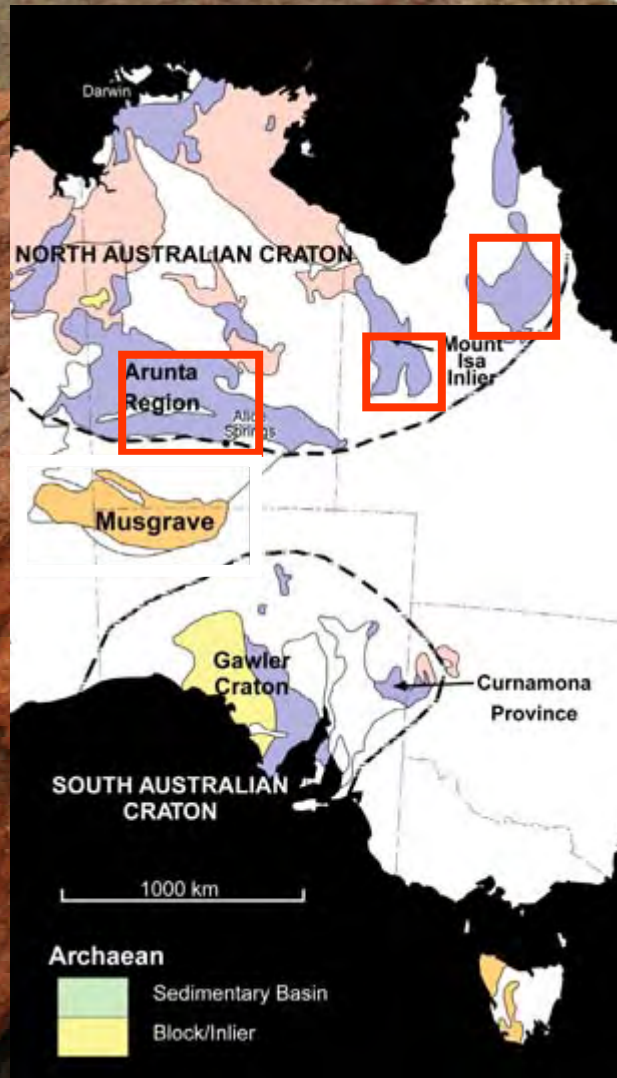 Darwin
NORTH AUSTRALIAN CRATON
Mount
Isa
Inlier
Arunta
Region
Alice
Springs
Musgrave
Gawler
Craton
Curnamona
Province
SOUTH AUSTRALIAN
CRATON
1000 km
Archaean
Sedimentary Basin
Block/Inlier